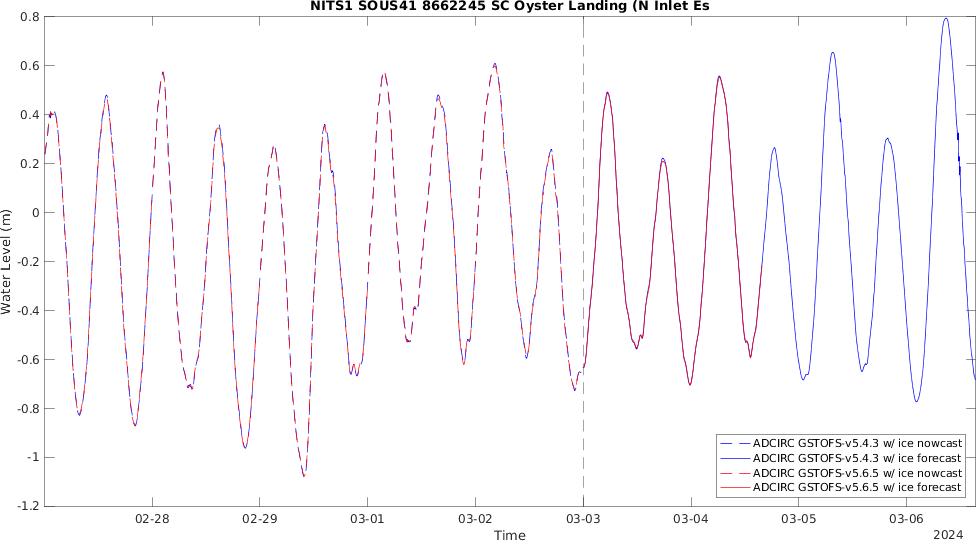 NITS1 SOUS41 8662245 SC Oyster Landing (N Inlet Es
0.8
0.6
0.4
0.2
0
-0.2
-0.4
-0.6
-0.8
-1
-1.2
Water Level (m)
ADCIRC GSTOFS-v5.4.3 w/ ice nowcast
ADCIRC GSTOFS-v5.4.3 w/ ice forecast
ADCIRC GSTOFS-v5.6.5 w/ ice nowcast
ADCIRC GSTOFS-v5.6.5 w/ ice forecast
02-28 02-29 03-01 03-02 03-03 03-04 03-05 03-06
Time
2024